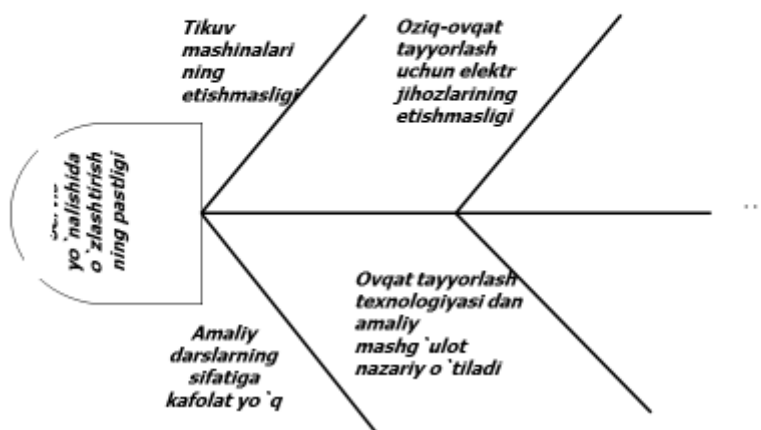 Tikuv
mashinalari
ning
etishmasligi
Oziq-ovqat
tayyorlash
uchun elektr
jihozlarining
etishmasligi
yo`nalishida
o`zlashtirish
ning pastligi
Amaliy
darslarning
sifatiga
kafolat yo`q
Ovqat tayyorlash
texnologiyasi dan
amaliy
mashg`ulot
nazariy o`tiladi